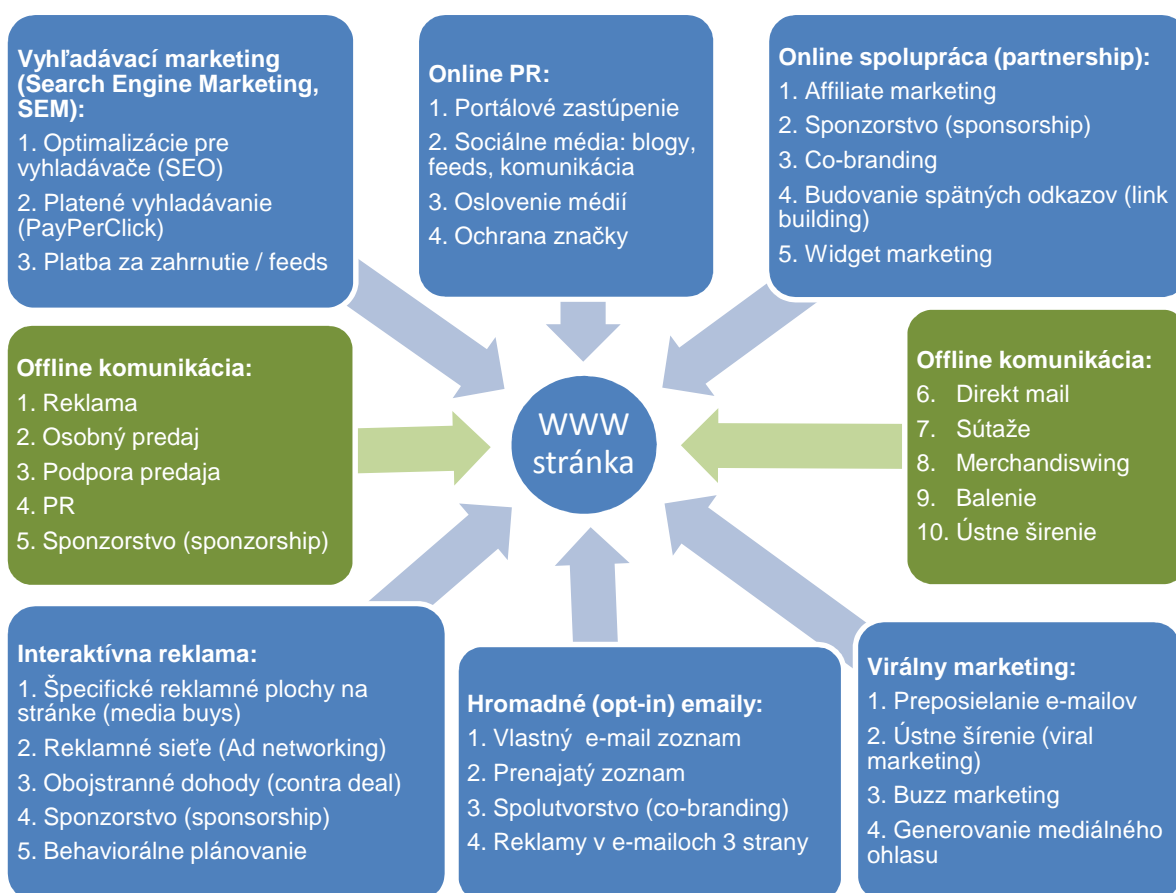 Vyhľadávací marketing
(Search Engine Marketing,
SEM):
1. Optimalizácie pre
vyhladávače (SEO)
2. Platené vyhladávanie
(PayPerClick)
3. Platba za zahrnutie / feeds
Online PR:
1. Portálové zastúpenie
2. Sociálne média: blogy,
feeds, komunikácia
3. Oslovenie médií
4. Ochrana značky
Online spolupráca (partnership):
1. Affiliate marketing
2. Sponzorstvo (sponsorship)
3. Co-branding
4. Budovanie spätných odkazov (link
building)
5. Widget marketing
Offline komunikácia:
1. Reklama
2. Osobný predaj
3. Podpora predaja
4. PR
5. Sponzorstvo (sponzorship)
WWW
stránka
Offline komunikácia:
6. Direkt mail
7. Sútaže
8. Merchandiswing
9. Balenie
10. Ústne širenie
Interaktívna reklama:
1. Špecifické reklamné plochy na
stránke (media buys)
2. Reklamné sieťe (Ad networking)
3. Obojstranné dohody (contra deal)
4. Sponzorstvo (sponsorship)
5. Behaviorálne plánovanie
Hromadné (opt-in) emaily:
1. Vlastný e-mail zoznam
2. Prenajatý zoznam
3. Spolutvorstvo (co-branding)
4. Reklamy v e-mailoch 3 strany
Virálny marketing:
1. Preposielanie e-mailov
2. Ústne šírenie (viral
marketing)
3. Buzz marketing
4. Generovanie mediálného
ohlasu